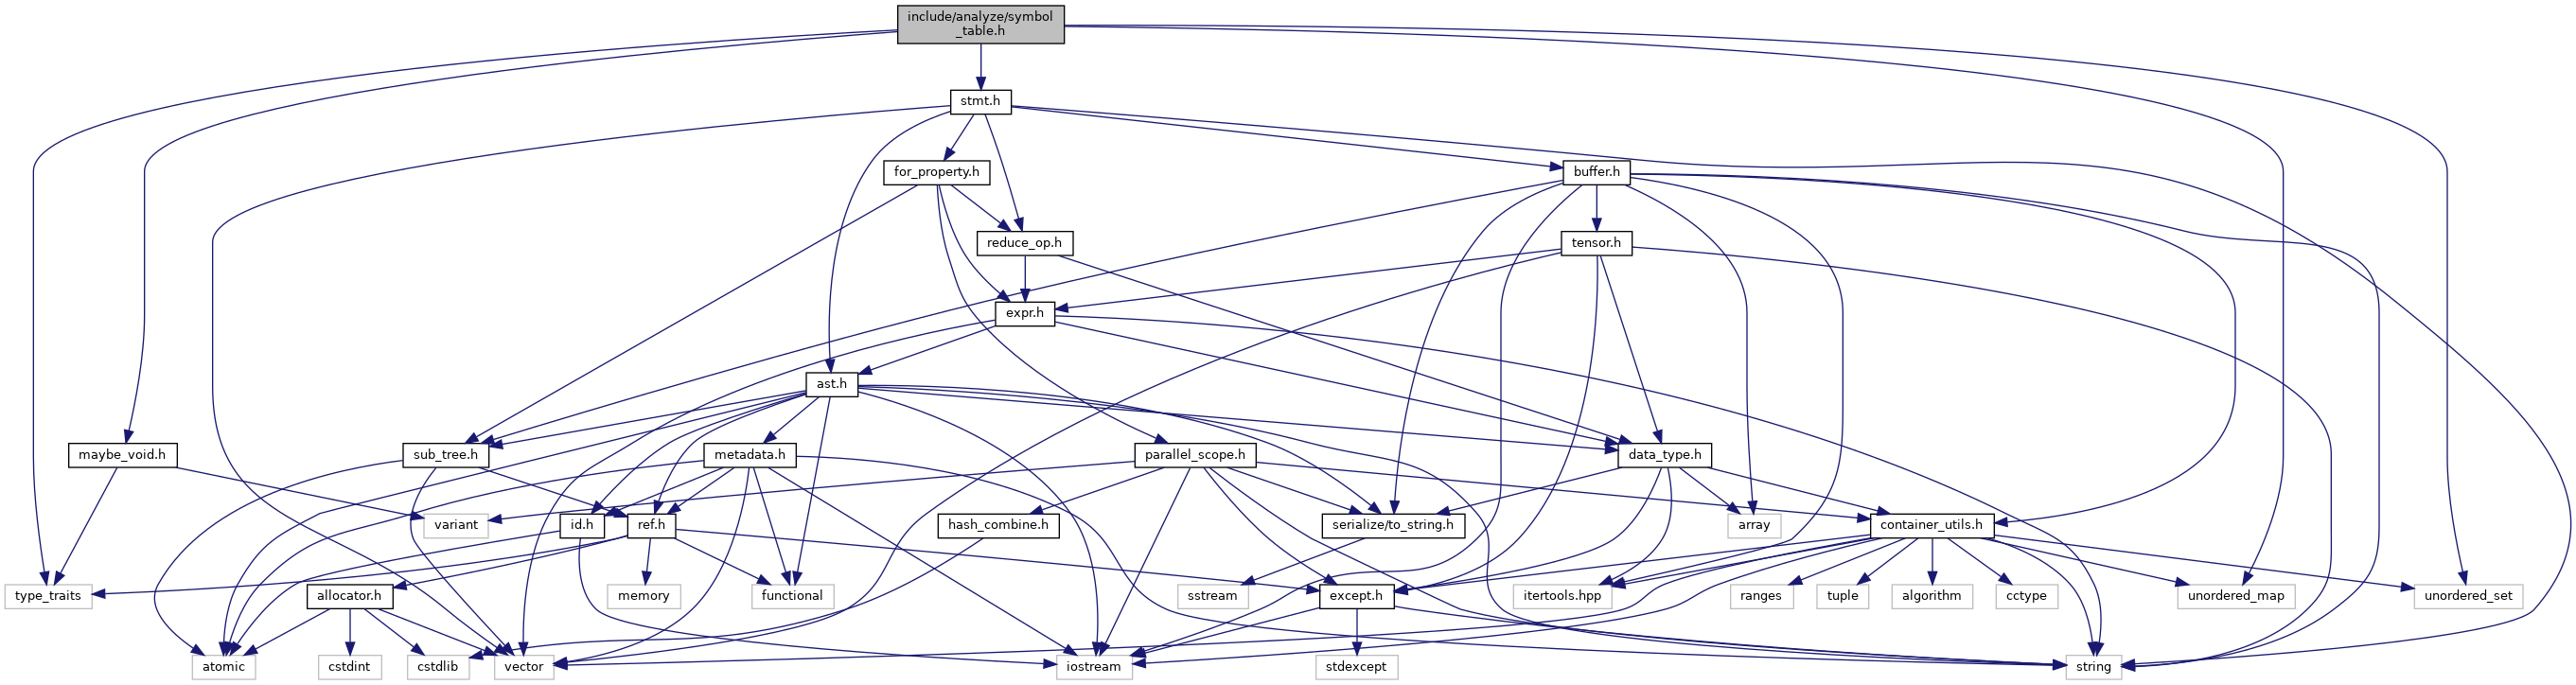 include/analyze/symbol
_table.h
stmt.h
for_property.h
buffer.h
reduce_op.h
tensor.h
expr.h
ast.h
maybe_void.h
sub_tree.h
metadata.h
parallel_scope.h
data_type.h
variant
id.h
ref.h
hash_combine.h
serialize/to_string.h
array
container_utils.h
type_traits
allocator.h
memory
functional
sstream
except.h
itertools.hpp
ranges
tuple
algorithm
cctype
unordered_map
unordered_set
atomic
cstdint
cstdlib
vector
iostream
stdexcept
string